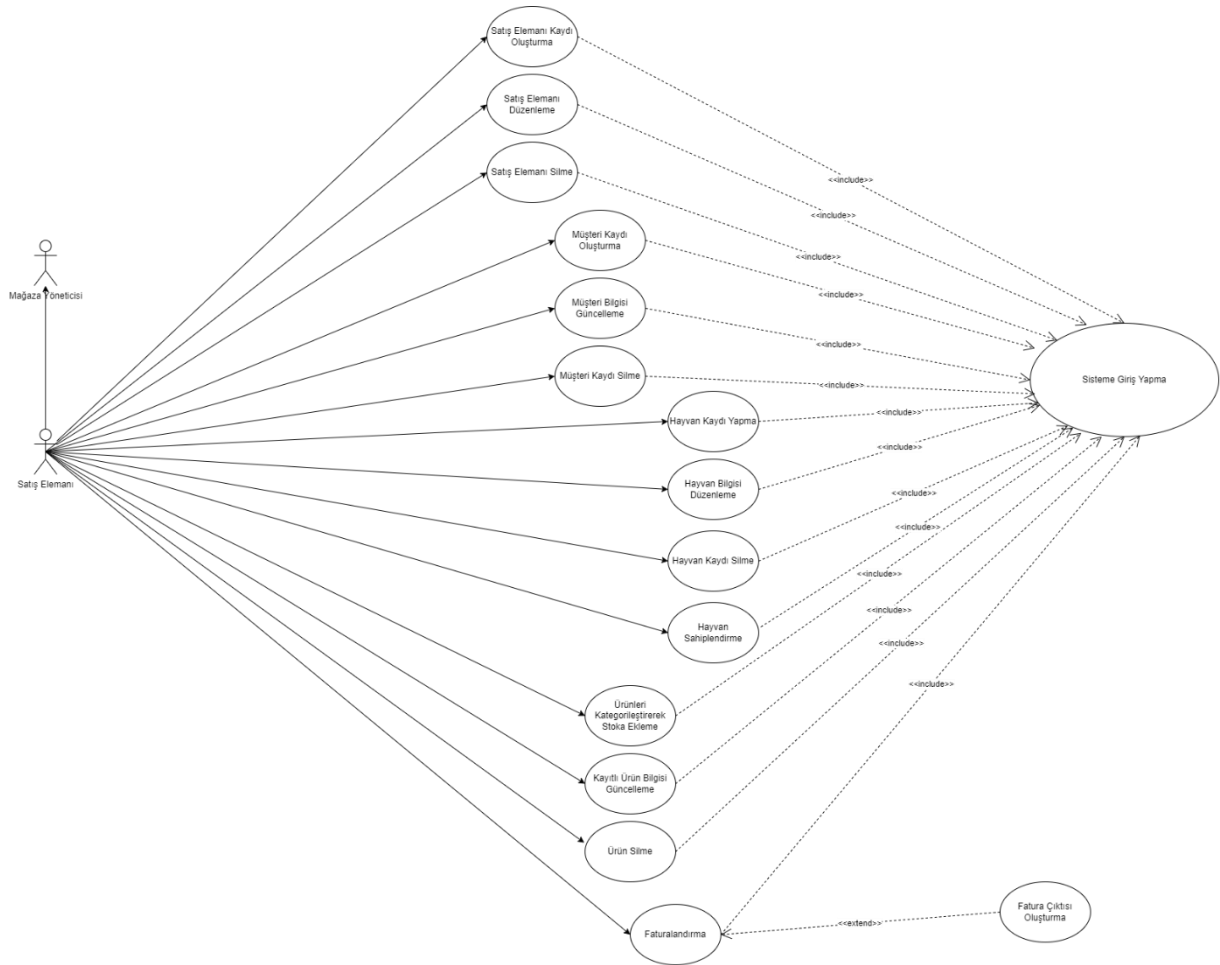 Satış Elemanı Kaydı
Oluşturma
Satış Elemanı
Düzenleme
Satış Elemanı Silme
<<include>>
<<include>>
Müşteri Kaydı
Oluşturma
<<include>>
Mağaza Yöneticisi
<<include>>
Müşteri Bilgisi
Güncelleme
<<include>>
Müşteri Kaydı Silme
Sisteme Giriş Yapma
<<include>>
Hayvan Kaydı Yapma
<<include>>
<<include>>
Satış Elemanı
Hayvan Bilgisi
Düzenleme
<<include>>
<<include>>
Hayvan Kaydı Silme
<<include>>
<<include>>
Hayvan
Sahiplendirme
<<include>>
<<include>>
Ürünleri
Kategorileştirerek
Stoka Ekleme
Kayıtlı Ürün Bilgisi
Güncelleme
Ürün Silme
Fatura Çıktısı
Oluşturma
<<extend>>
Faturalandırma